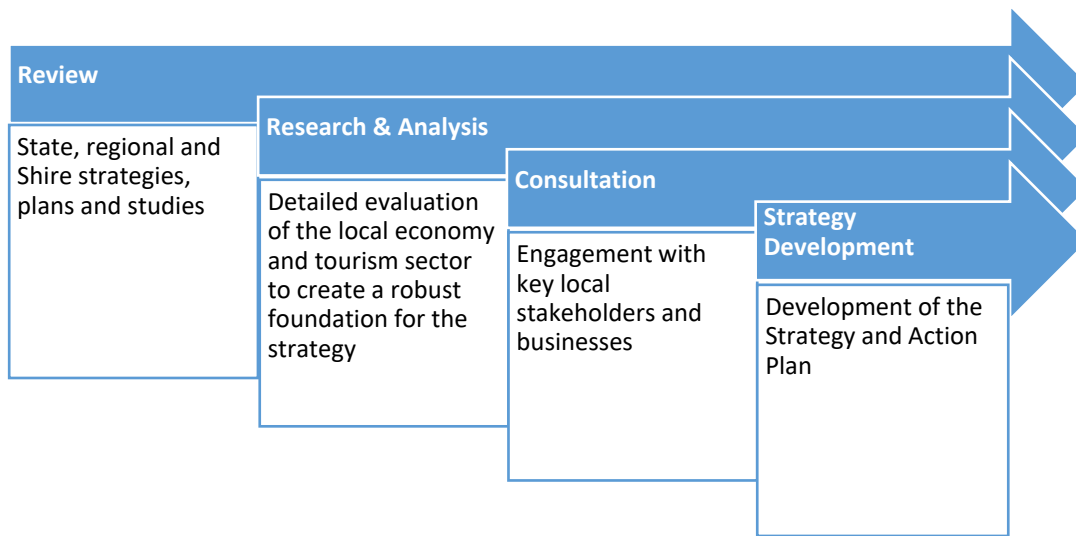 Review
State, regional and
Shire strategies,
plans and studies
Research & Analysis
Detailed evaluation
of the local economy
and tourism sector
to create a robust
foundation for the
strategy
Consultation
Engagement with
key local
stakeholders and
businesses
Strategy
Development
Development of the
Strategy and Action
Plan